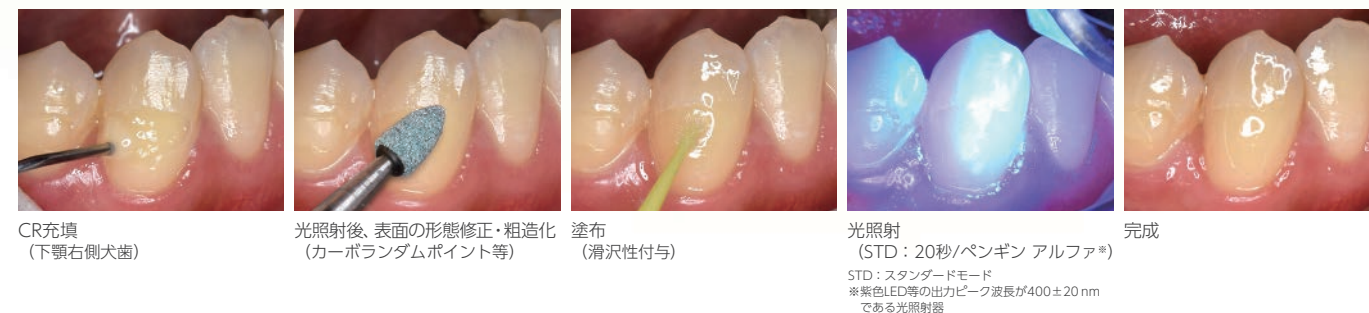 CR充填
（下顎右側犬歯）
光照射後、表面の形態修正・粗造化
（カーボランダムポイント等）
塗布
（滑沢性付与）
光照射
（STD：20秒/ペンギン アルファ※）
STD：スタンダードモード
※紫色LED等の出力ピーク波長が400±20 nm
である光照射器
完成